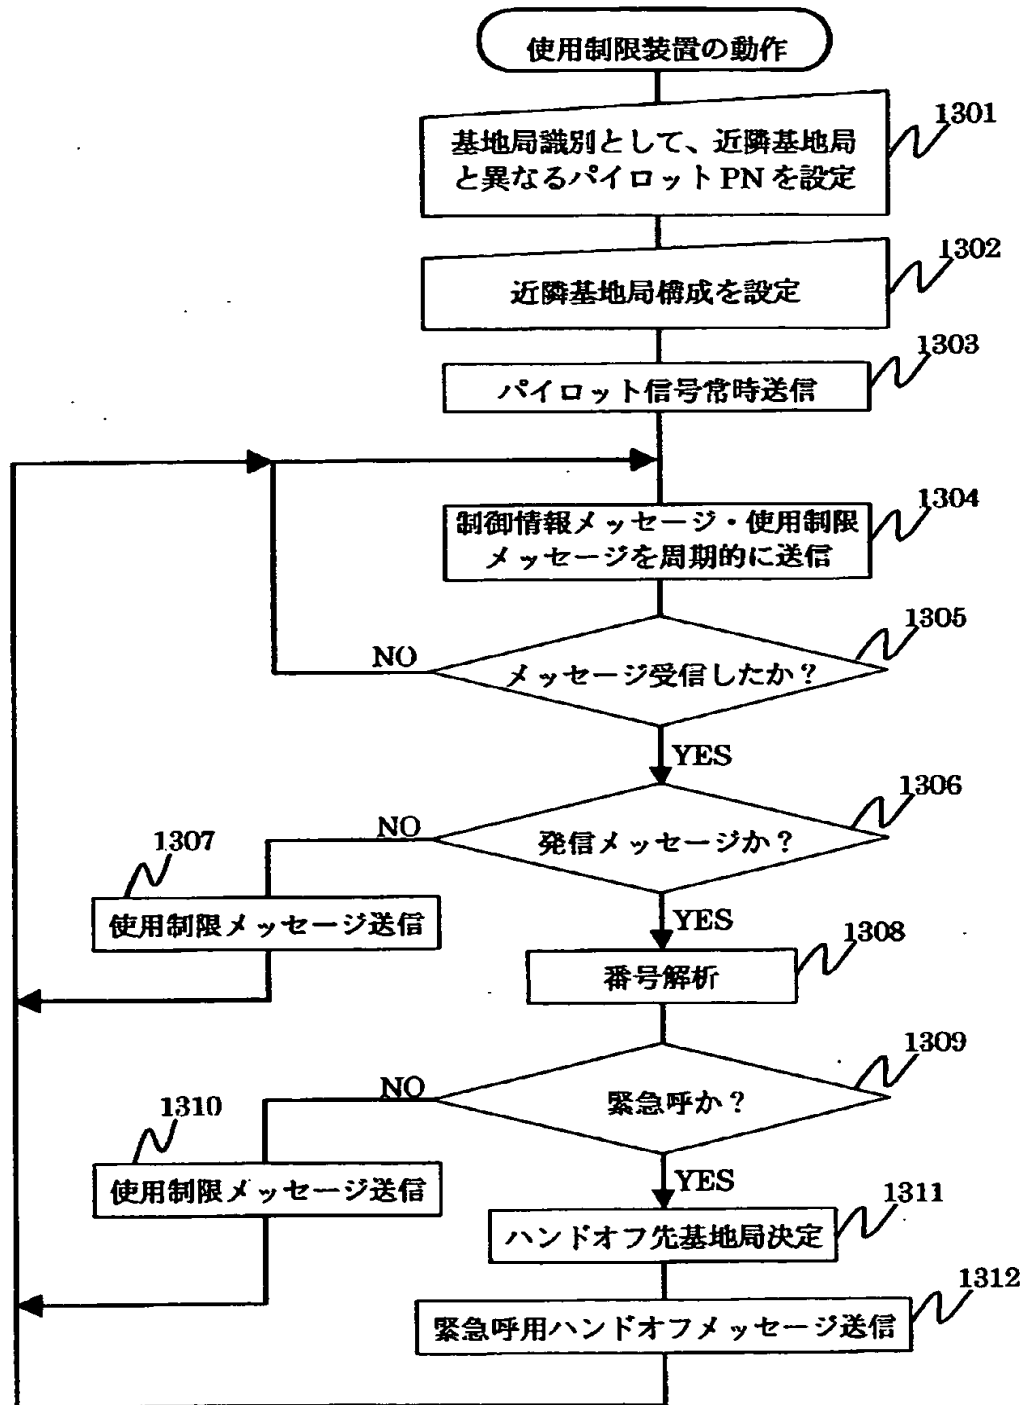 使用制限装置の動作
1301
基地局識別として、近隣基地局
と異なるパイロット PN を設定
1302
近隣基地局構成を設定
1303
パイロット信号常時送信
1304
制御情報メッセージ・使用制限
メッセージを周期的に送信
1305
NO
メッセージ受信したか？
YES
1306
NO
発信メッセージか？
1307
使用制限メッセージ送信
YES
1308
番号解析
1309
NO
緊急呼か？
1310
使用制限メッセージ送信
YES
1311
ハンドオフ先基地局決定
1312
緊急呼用ハンドオフメッセージ送信